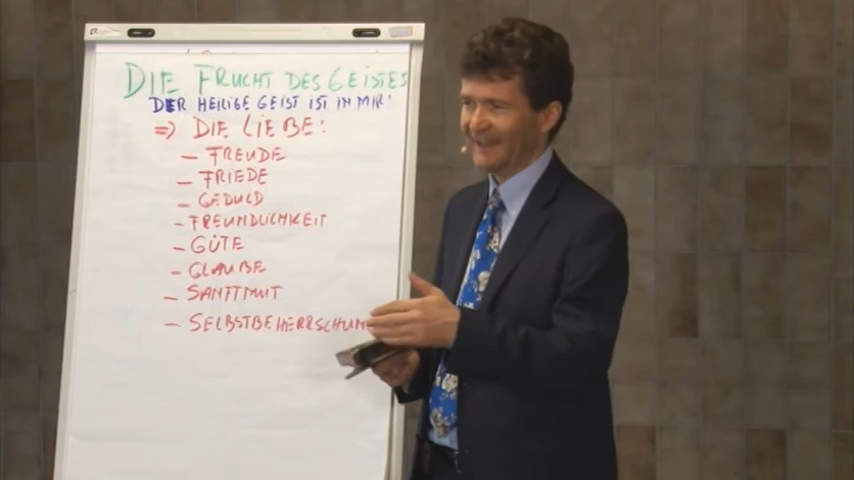 DIE FRUCHT DES GEISTES
DER HEILIGE GEIST IST IN MIR!
⇒ DIE LIEBE:
– FREUDE
– FRIEDE
– GEDULD
– FREUNDLICHKEIT
– GÜTE
– GLAUBE
– SANFTMUT
– SELBSTBEHERRSCHUN